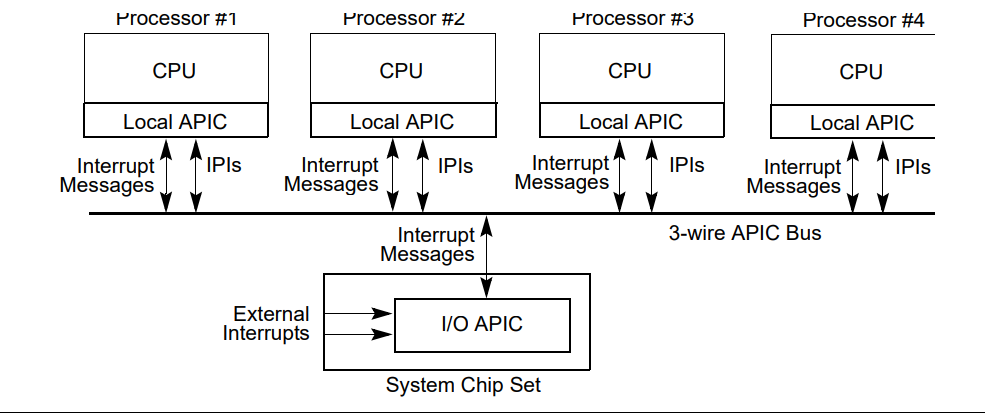 Processor #1
Processor #2
Processor #3
Processor #4
CPU
CPU
CPU
CPU
Local APIC
Local APIC
Local APIC
Local APIC
Interrupt
Messages
IPIs
Interrupt
Messages
IPIs
Interrupt
Messages
IPIs
Interrupt
Messages
IPIs
3-wire APIC Bus
Interrupt
Messages
External
Interrupts
I/O APIC
System Chip Set